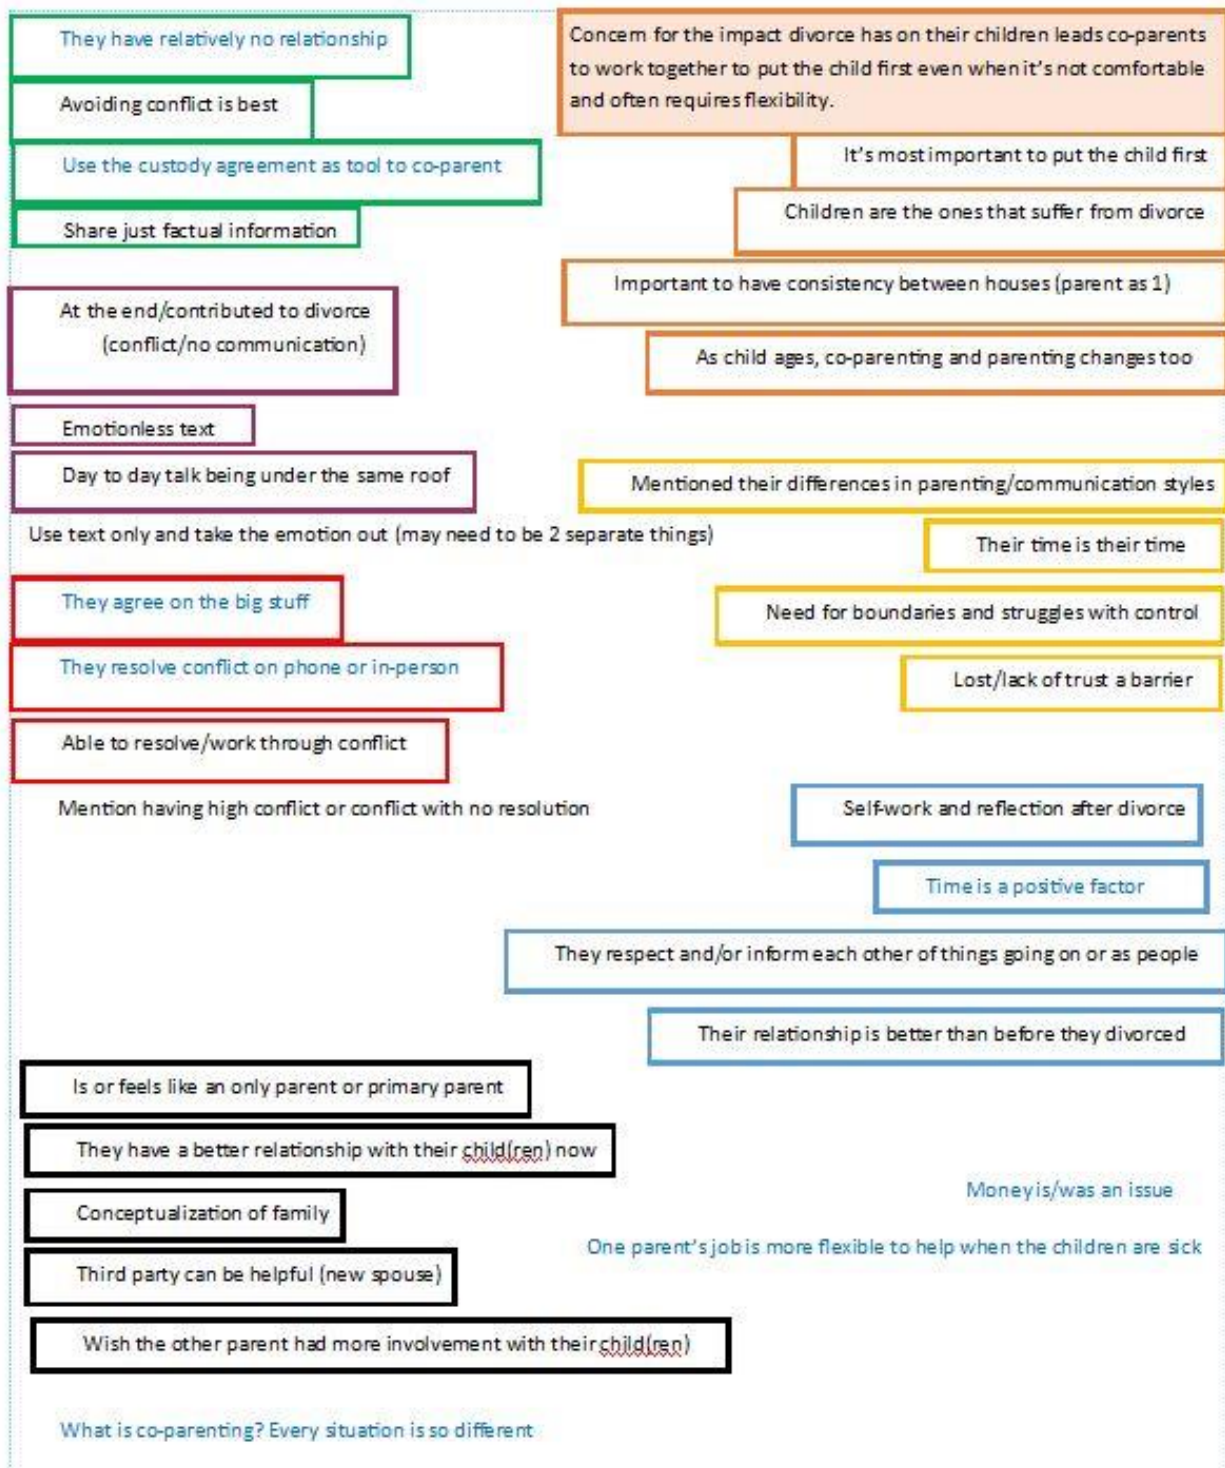 They have relatively no relationship
Avoiding conflict is best
Use the custody agreement as tool to co-parent
Share just factual information
At the end/contributed to divorce
(conflict/no communication)
Emotionless text
Day to day talk being under the same roof
Use text only and take the emotion out (may need to be 2 separate things)
They agree on the big stuff
They resolve conflict on phone or in-person
Able to resolve/work through conflict
Mention having high conflict or conflict with no resolution
Concern for the impact divorce has on their children leads co-parents
to work together to put the child first even when it's not comfortable
and often requires flexibility.
It's most important to put the child first
Children are the ones that suffer from divorce
Important to have consistency between houses (parent as 1)
As child ages, co-parenting and parenting changes too
Mentioned their differences in parenting/communication styles
Their time is their time
Need for boundaries and struggles with control
Lost/lack of trust a barrier
Self-work and reflection after divorce
Time is a positive factor
They respect and/or inform each other of things going on or as people
Their relationship is better than before they divorced
Is or feels like an only parent or primary parent
They have a better relationship with their child(ren) now
Conceptualization of family
Third party can be helpful (new spouse)
Wish the other parent had more involvement with their child(ren)
Money is/was an issue
One parent's job is more flexible to help when the children are sick
What is co-parenting? Every situation is so different